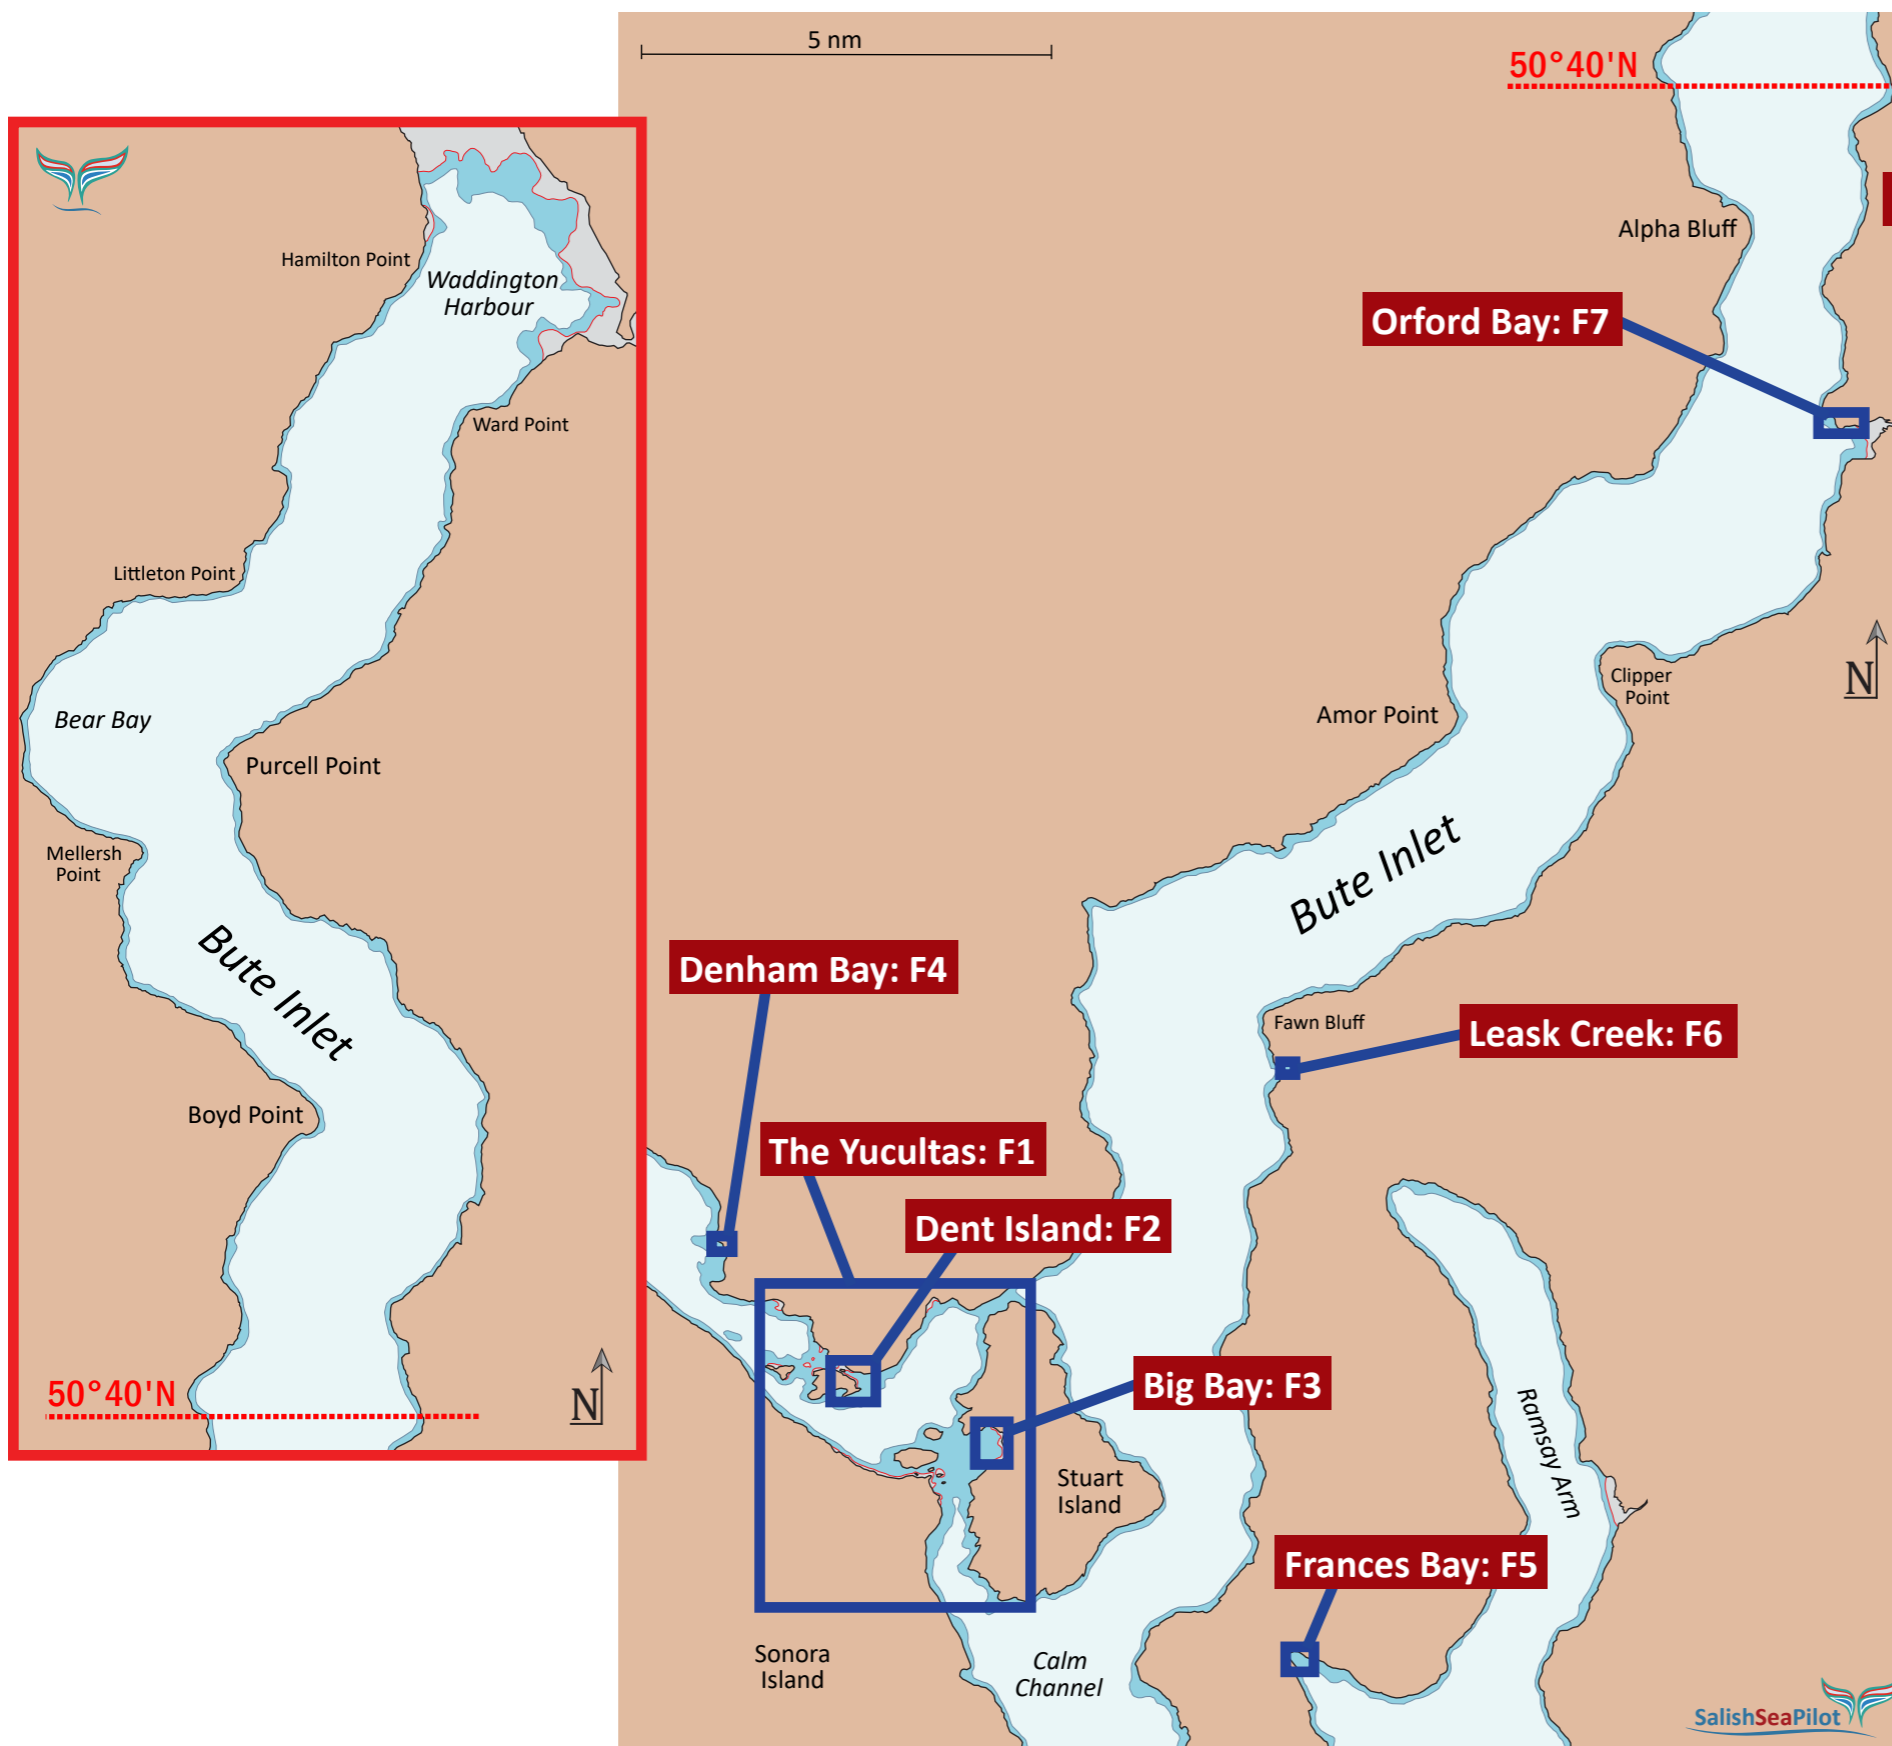 5 nm
50°40'N
Alpha Bluff
Orford Bay: F7
Hamilton Point
Waddington
Harbour
Ward Point
Littleton Point
Bear Bay
Purcell Point
Mellersh
Point
Bute Inlet
Boyd Point
50°40'N
N
Clipper
Point
N
Amor Point
Bute Inlet
Denham Bay: F4
Fawn Bluff
Leask Creek: F6
The Yucultas: F1
Dent Island: F2
Big Bay: F3
Stuart
Island
Ramsay Arm
Frances Bay: F5
Sonora
Island
Calm
Channel
SalishSeaPilot